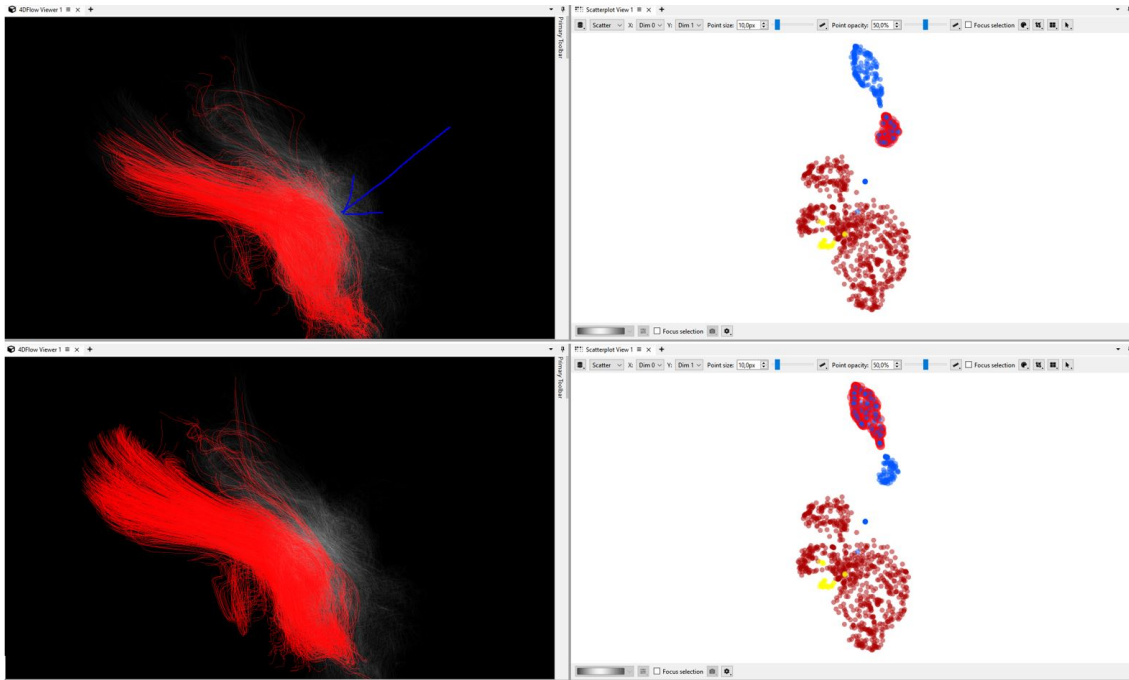 4DFlow Viewer 1
Primary Toolbar
Scatterplot View 1
Scatter X: Dim 0 Y: Dim 1 Point size: 10,0px Point opacity: 50,0% Focus selection
Focus selection
4DFlow Viewer 1
Primary Toolbar
Scatterplot View 1
Scatter X: Dim 0 Y: Dim 1 Point size: 10,0px Point opacity: 50,0% Focus selection
Focus selection